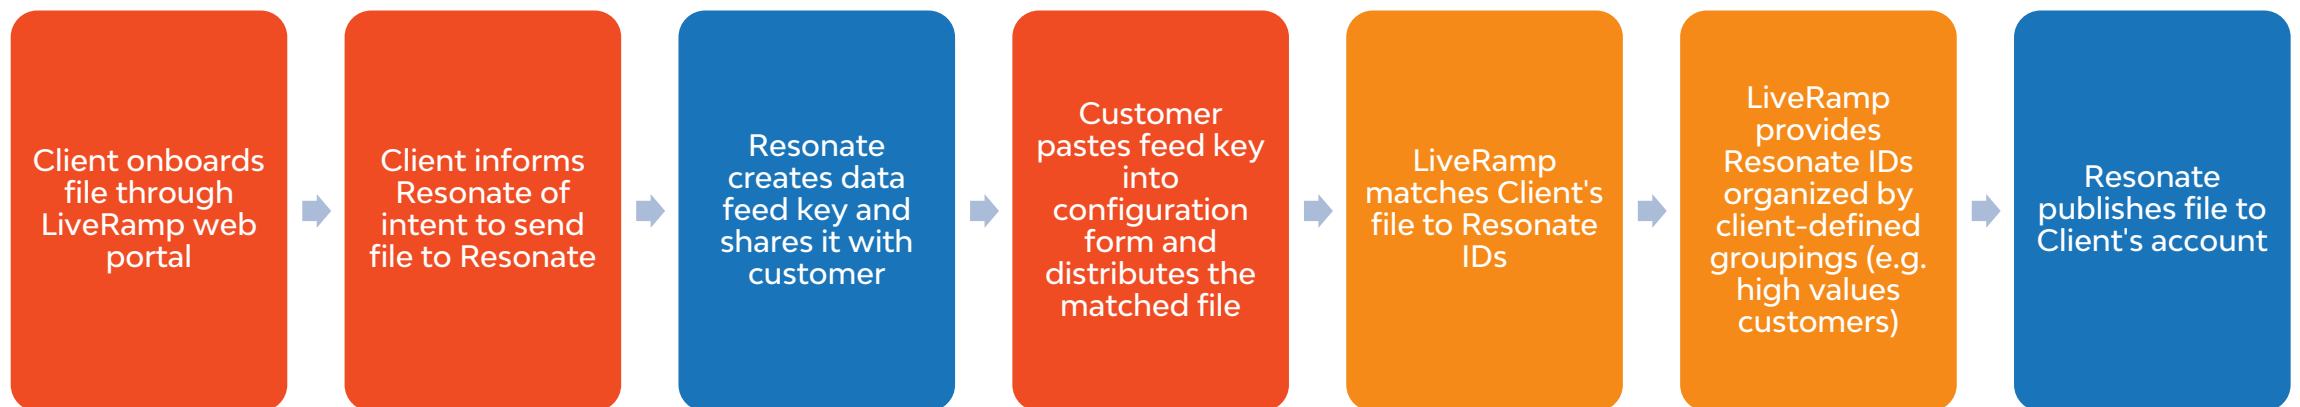 Client onboards
file through
LiveRamp web
portal
Client informs
Resonate of
intent to send
file to Resonate
Resonate
creates data
feed key and
shares it with
customer
Customer
pastes feed key
into
configuration
form and
distributes the
matched file
LiveRamp
matches Client's
file to Resonate
IDs
LiveRamp
provides
Resonate IDs
organized by
client-defined
groupings (e.g.
high values
customers)
Resonate
publishes file to
Client's account